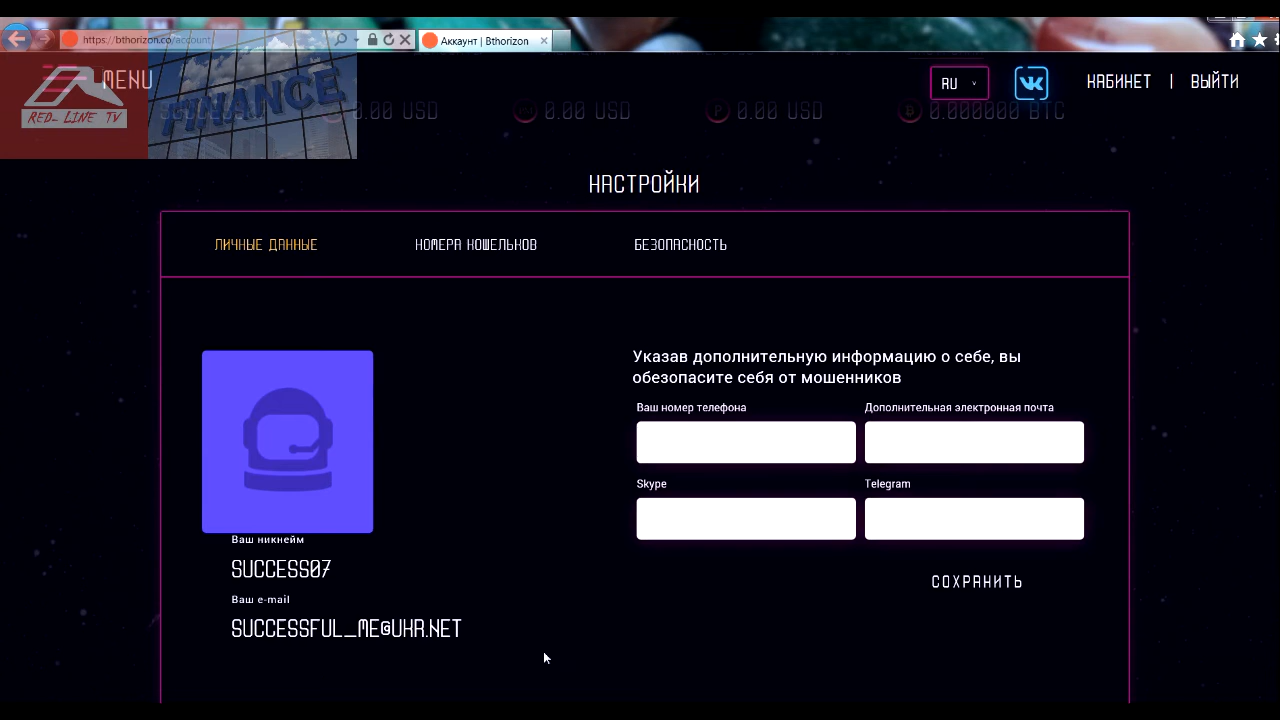 https://bthorizon.co/account
Аккаунт | Bthorizon
MENU
RED_LINE TV
FINANCE
RU
КАБИНЕТ | ВЫЙТИ
SUCCESS07 0.00 USD 0.00 USD 0.00 USD 0.000000 BTC
НАСТРОЙКИ
ЛИЧНЫЕ ДАННЫЕ НОМЕРА КОШЕЛЬКОВ БЕЗОПАСНОСТЬ
Указав дополнительную информацию о себе, вы
обезопасите себя от мошенников
Ваш номер телефона Дополнительная электронная почта
Skype Telegram
СОХРАНИТЬ
Ваш никнейм
SUCCESS07
Ваш e-mail
SUCCESSFUL_ME@UKR.NET